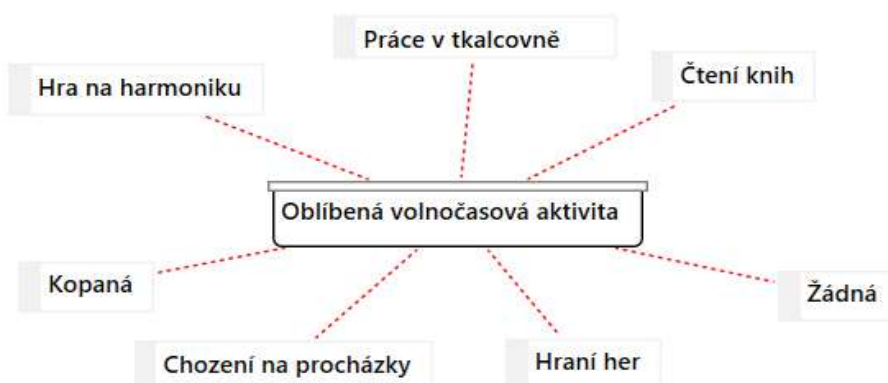 Práce v tkalcovně
Hra na harmoniku
Čtení knih
Oblíbená volnočasová aktivita
Kopaná
Žádná
Chození na procházky
Hraní her